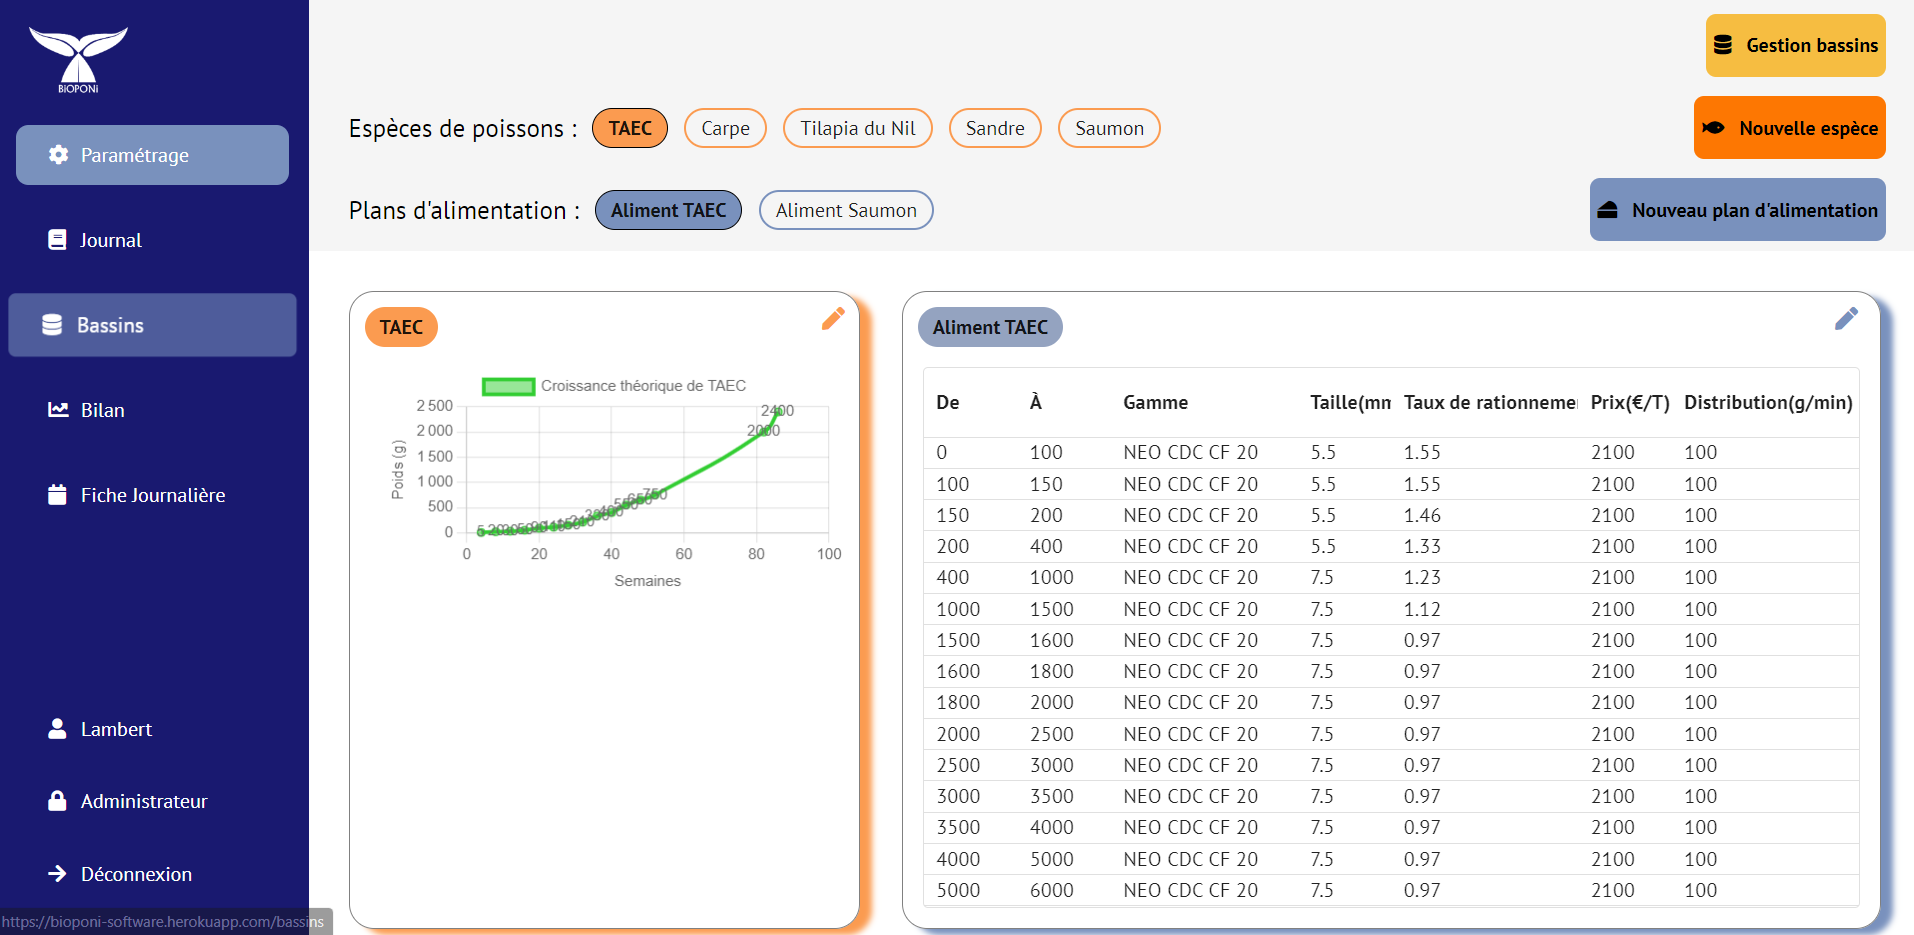 BiOPONi
Paramétrage
Journal
Bassins
Bilan
Fiche Journalière
Lambert
Administrateur
Déconnexion
https://bioponi-software.herokuapp.com/bassins
Gestion bassins
Espèces de poissons : TAEC Carpe Tilapia du Nil Sandre Saumon
Nouvelle espèce
Plans d'alimentation : Aliment TAEC Aliment Saumon
Nouveau plan d'alimentation
TAEC
Croissance théorique de TAEC
Poids (g)
2 500
2 000
1 500
1 000
500
0
2400
2000
750
0 20 40 60 80 100
Semaines
Aliment TAEC
De À Gamme Taille(mm Taux de rationneme Prix(€/T) Distribution(g/min)
0 100 NEO CDC CF 20 5.5 1.55 2100 100
100 150 NEO CDC CF 20 5.5 1.55 2100 100
150 200 NEO CDC CF 20 5.5 1.46 2100 100
200 400 NEO CDC CF 20 5.5 1.33 2100 100
400 1000 NEO CDC CF 20 7.5 1.23 2100 100
1000 1500 NEO CDC CF 20 7.5 1.12 2100 100
1500 1600 NEO CDC CF 20 7.5 0.97 2100 100
1600 1800 NEO CDC CF 20 7.5 0.97 2100 100
1800 2000 NEO CDC CF 20 7.5 0.97 2100 100
2000 2500 NEO CDC CF 20 7.5 0.97 2100 100
2500 3000 NEO CDC CF 20 7.5 0.97 2100 100
3000 3500 NEO CDC CF 20 7.5 0.97 2100 100
3500 4000 NEO CDC CF 20 7.5 0.97 2100 100
4000 5000 NEO CDC CF 20 7.5 0.97 2100 100
5000 6000 NEO CDC CF 20 7.5 0.97 2100 100